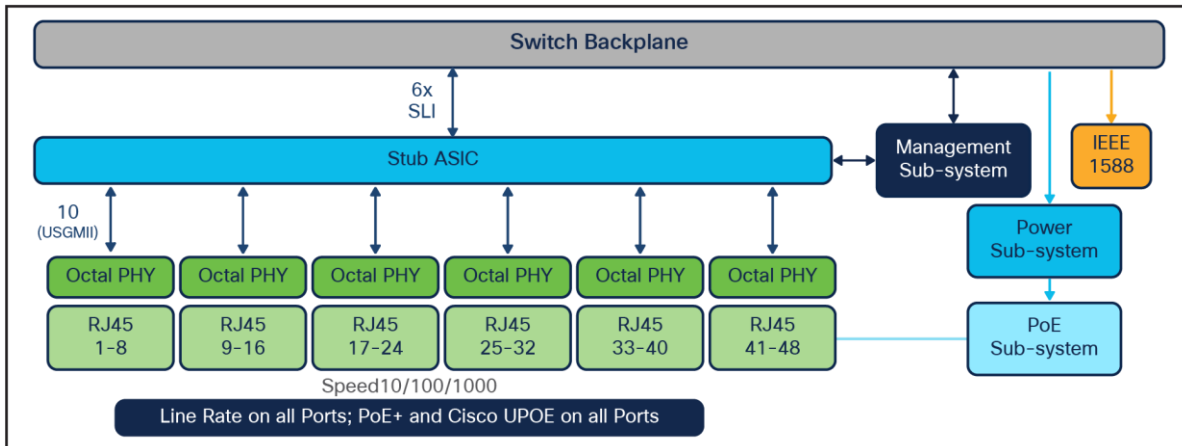 Switch Backplane
6x
SLI
Stub ASIC
Management
Sub-system
IEEE
1588
10
(USGMII)
Power
Sub-system
Octal PHY
Octal PHY
Octal PHY
Octal PHY
Octal PHY
Octal PHY
RJ45
1-8
RJ45
9-16
RJ45
17-24
RJ45
25-32
RJ45
33-40
RJ45
41-48
PoE
Sub-system
Speed10/100/1000
Line Rate on all Ports; PoE+ and Cisco UPOE on all Ports